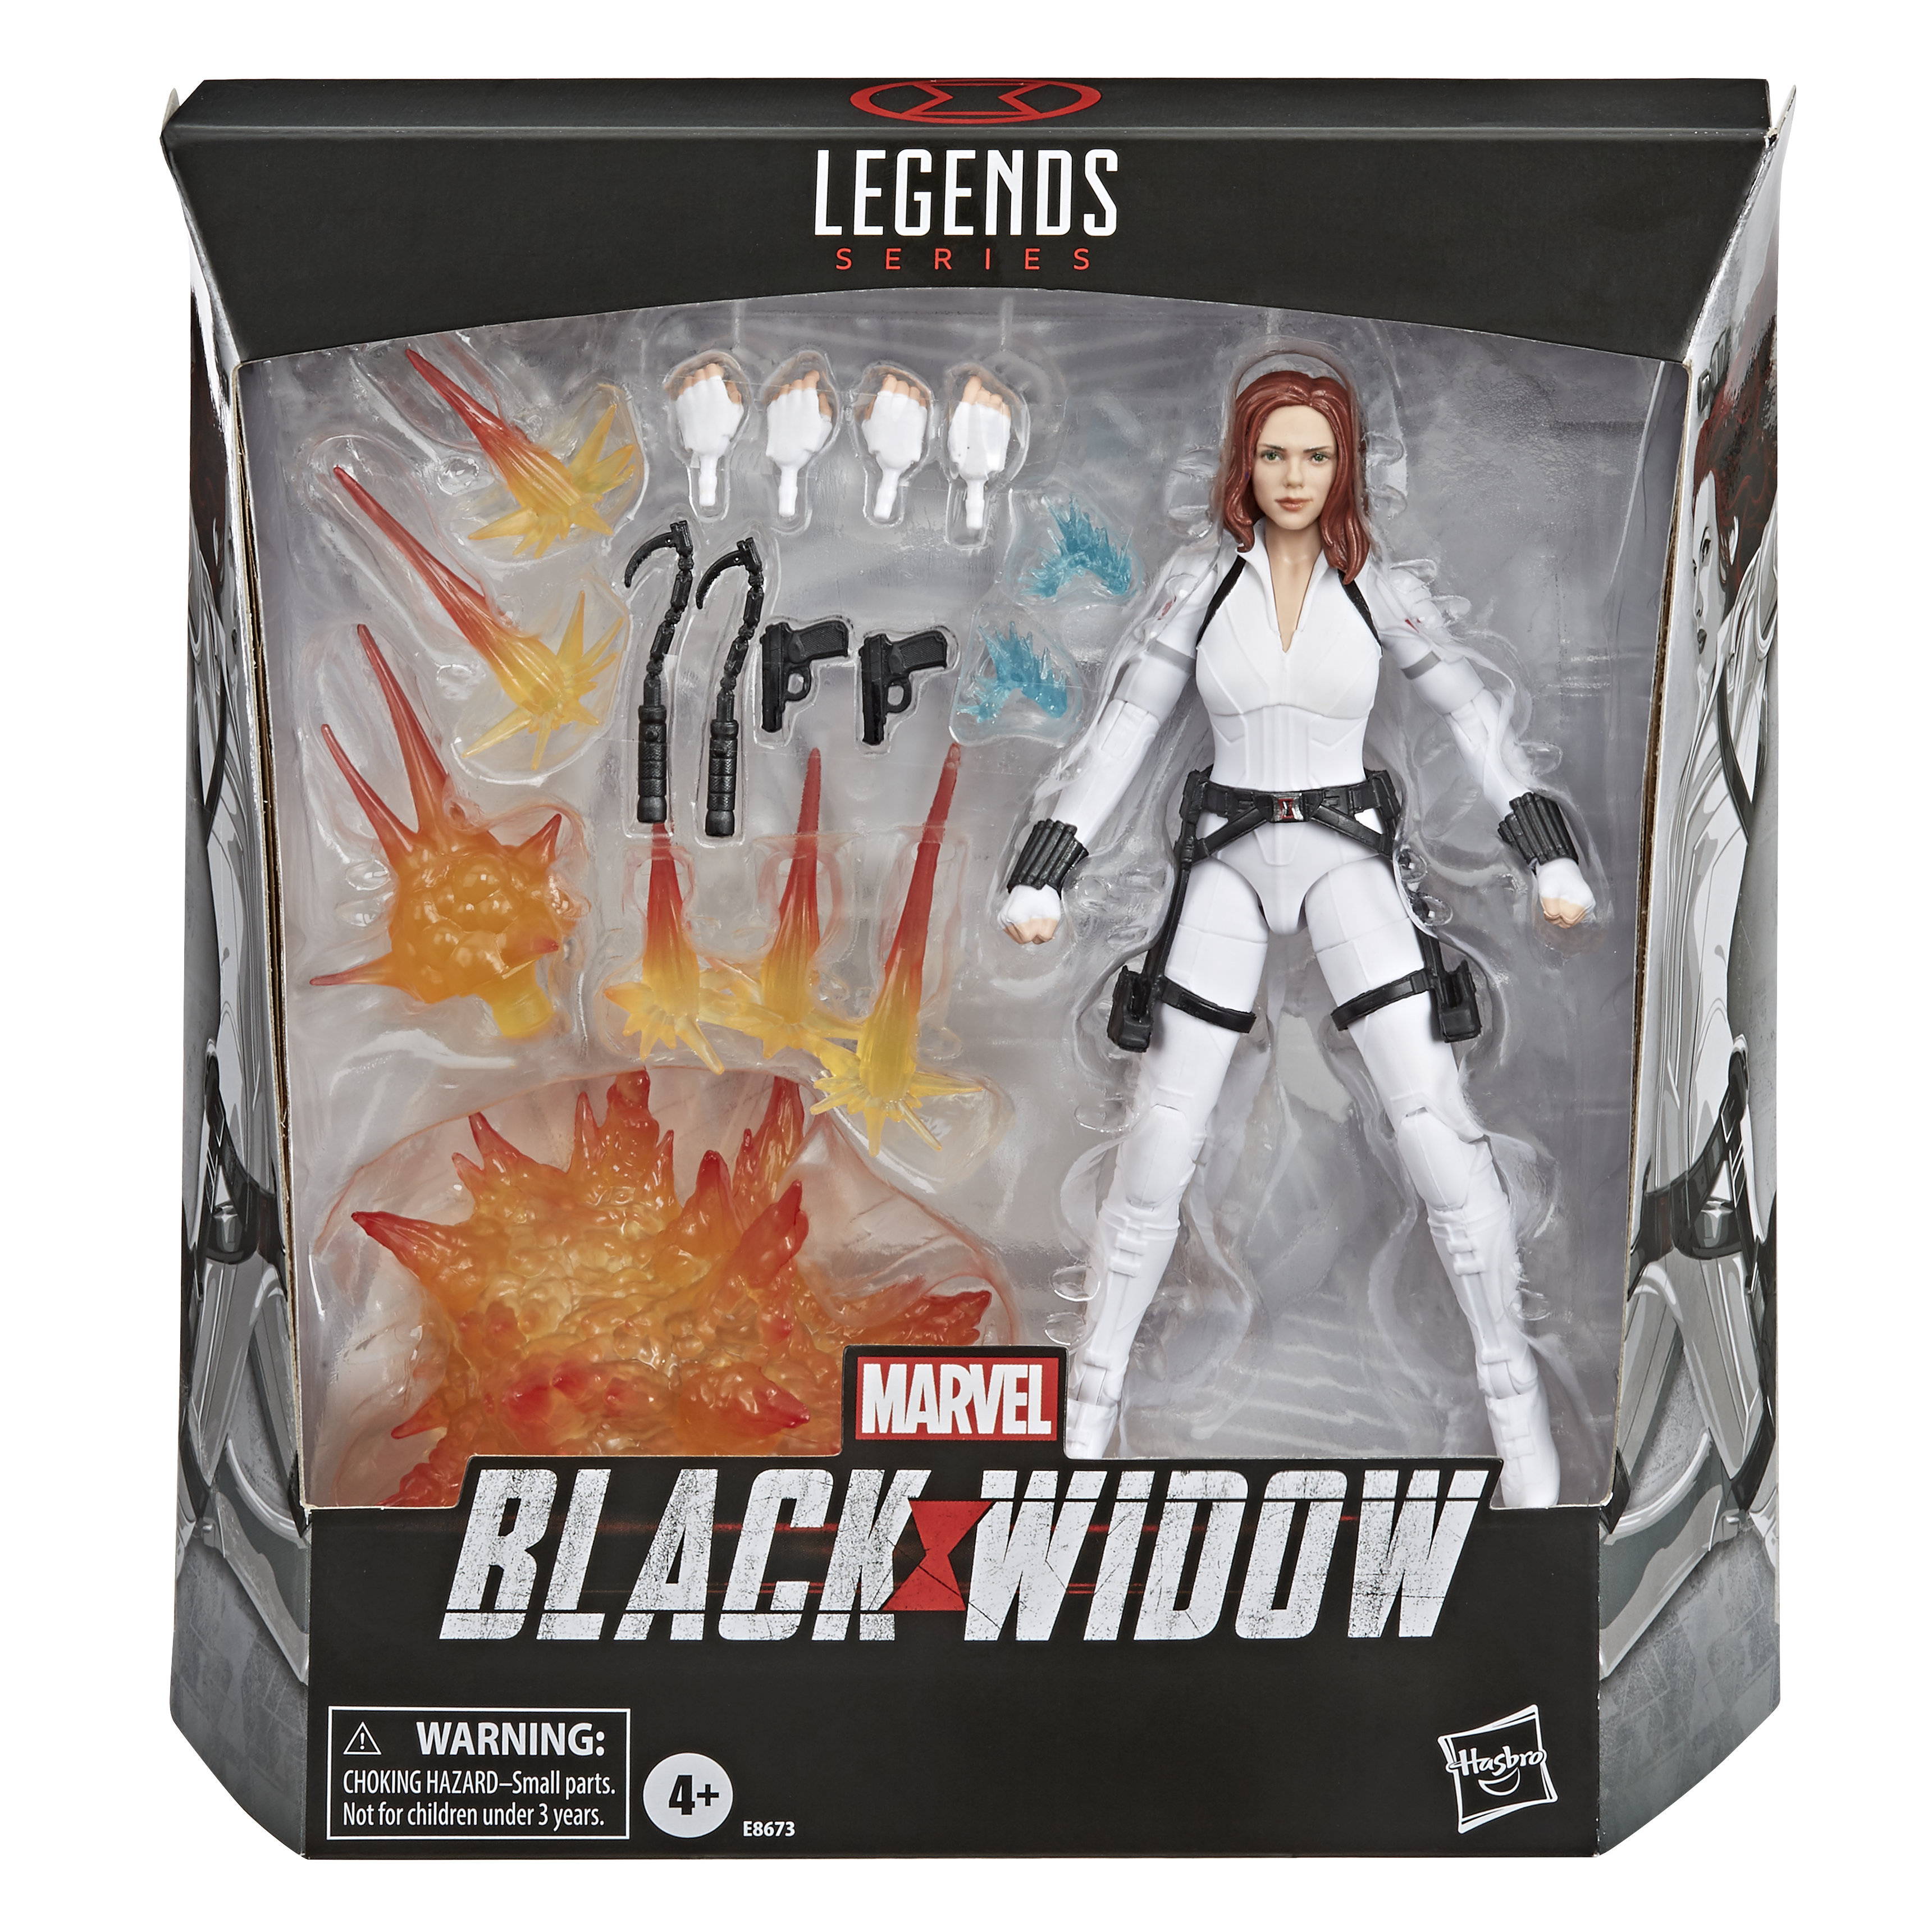 LEGENDS
SERIES
MARVEL
BLACK WIDOW
WARNING:
CHOKING HAZARD–Small parts.
Not for children under 3 years.
4+
E8673
Hasbro